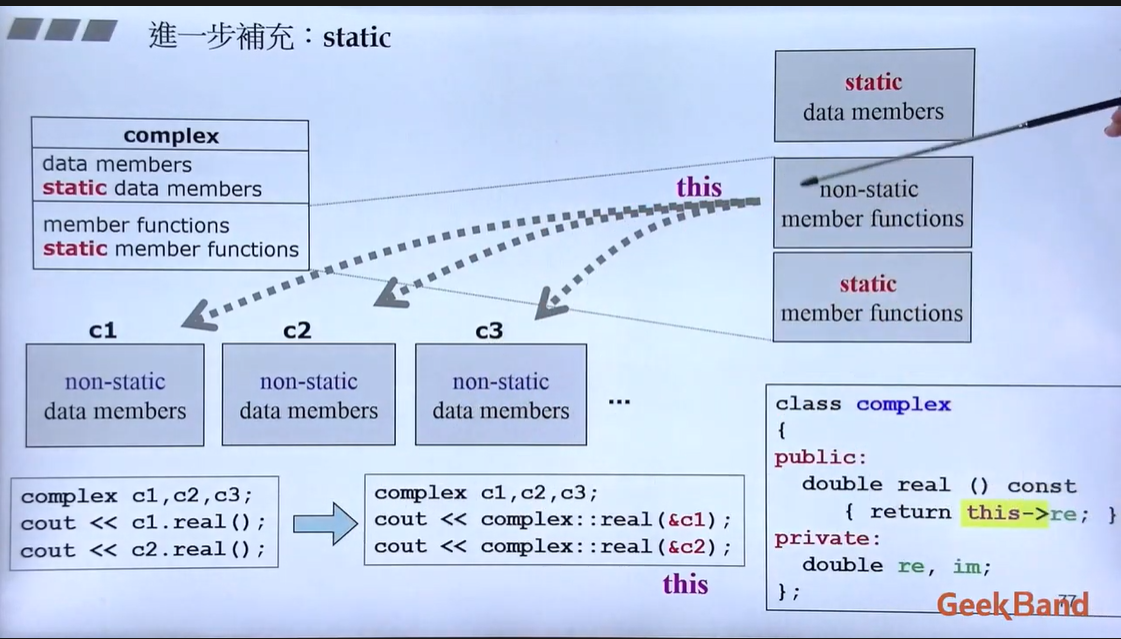 進一步補充：static
static
data members
complex
data members
static data members
member functions
static member functions
this
non-static
member functions
static
member functions
c1
c2
c3
non-static
data members
non-static
data members
non-static
data members
...
complex c1,c2,c3;
cout << c1.real();
cout << c2.real();
complex c1,c2,c3;
cout << complex::real(&c1);
cout << complex::real(&c2);
this
class complex
{
public:
double real () const
{ return this->re; }
private:
double re, im;
};
77
GeekBand